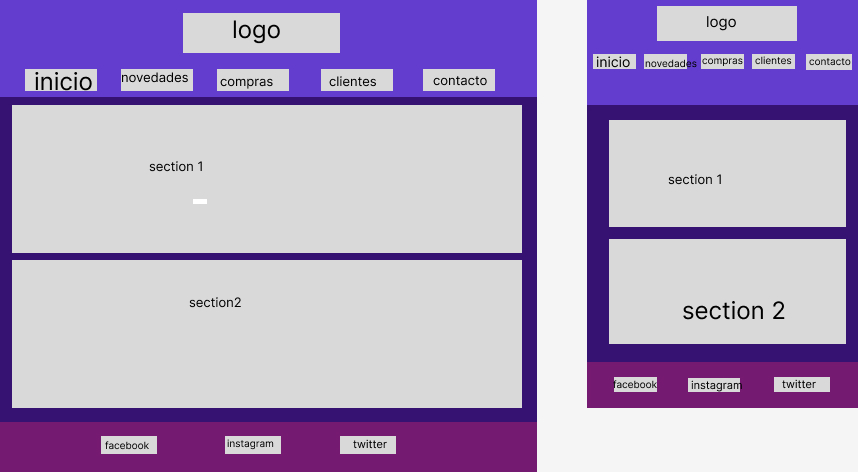 logo
inicio
novedades
compras
clientes
contacto
section 1
section2
facebook
instagram
twitter
logo
inicio
novedades
compras
clientes
contacto
section 1
section 2
facebook
instagram
twitter